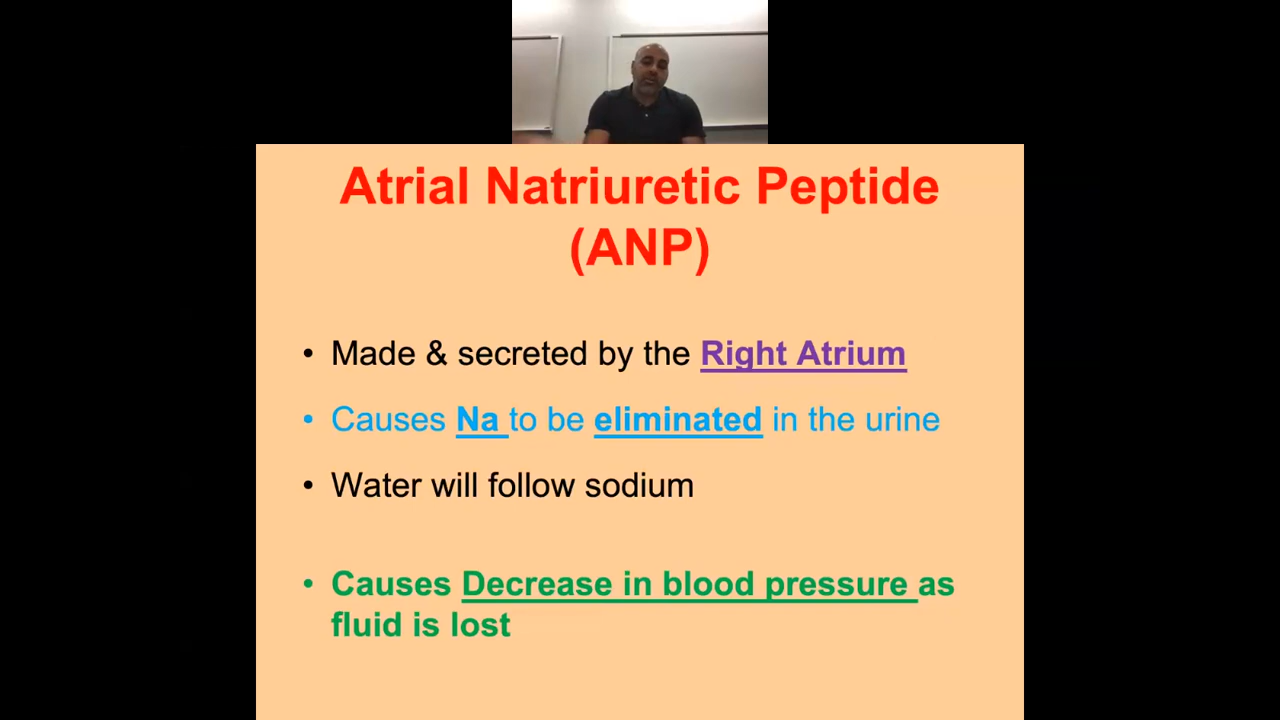 Atrial Natriuretic Peptide
(ANP)
• Made & secreted by the Right Atrium
• Causes Na to be eliminated in the urine
• Water will follow sodium
• Causes Decrease in blood pressure as
fluid is lost